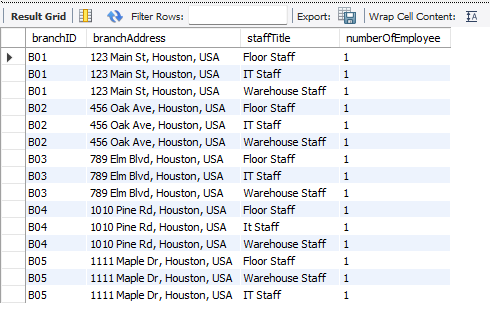 Result Grid Filter Rows: Export: Wrap Cell Content:
branchID branchAddress staffTitle numberOfEmployee
B01 123 Main St, Houston, USA Floor Staff 1
B01 123 Main St, Houston, USA IT Staff 1
B01 123 Main St, Houston, USA Warehouse Staff 1
B02 456 Oak Ave, Houston, USA Floor Staff 1
B02 456 Oak Ave, Houston, USA IT Staff 1
B02 456 Oak Ave, Houston, USA Warehouse Staff 1
B03 789 Elm Blvd, Houston, USA Floor Staff 1
B03 789 Elm Blvd, Houston, USA IT Staff 1
B03 789 Elm Blvd, Houston, USA Warehouse Staff 1
B04 1010 Pine Rd, Houston, USA Floor Staff 1
B04 1010 Pine Rd, Houston, USA It Staff 1
B04 1010 Pine Rd, Houston, USA Warehouse Staff 1
B05 1111 Maple Dr, Houston, USA Floor Staff 1
B05 1111 Maple Dr, Houston, USA Warehouse Staff 1
B05 1111 Maple Dr, Houston, USA IT Staff 1